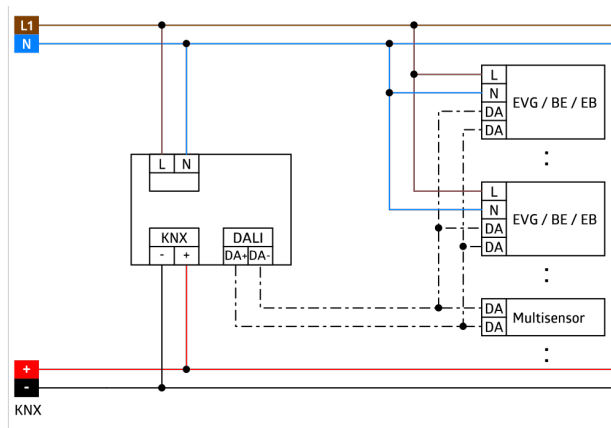 L1
N
L
N
DA
DA
EVG / BE / EB
:
L N
L
N
DA
DA
EVG / BE / EB
:
KNX DALI
- + DA+ DA-
DA
DA
Multisensor
:
+
-
KNX